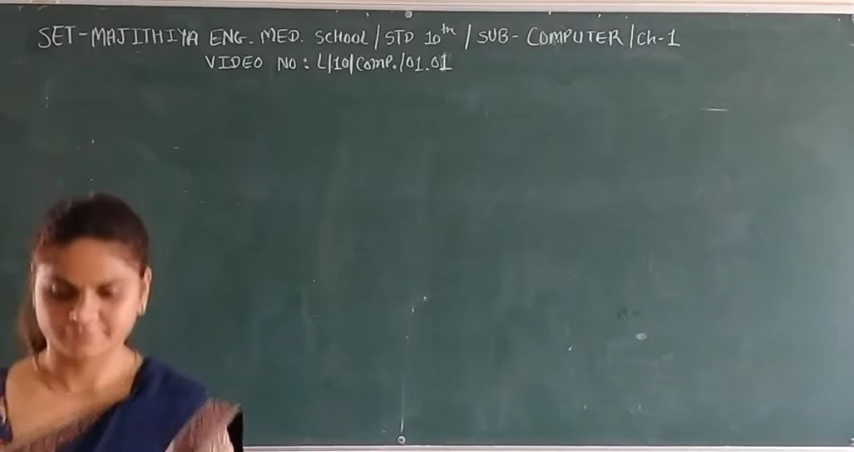 SET-MAJITHIYA ENG. MED. SCHOOL / STD 10th / SUB- COMPUTER / Ch-1
VIDEO NO: L/10/COMP./01.01